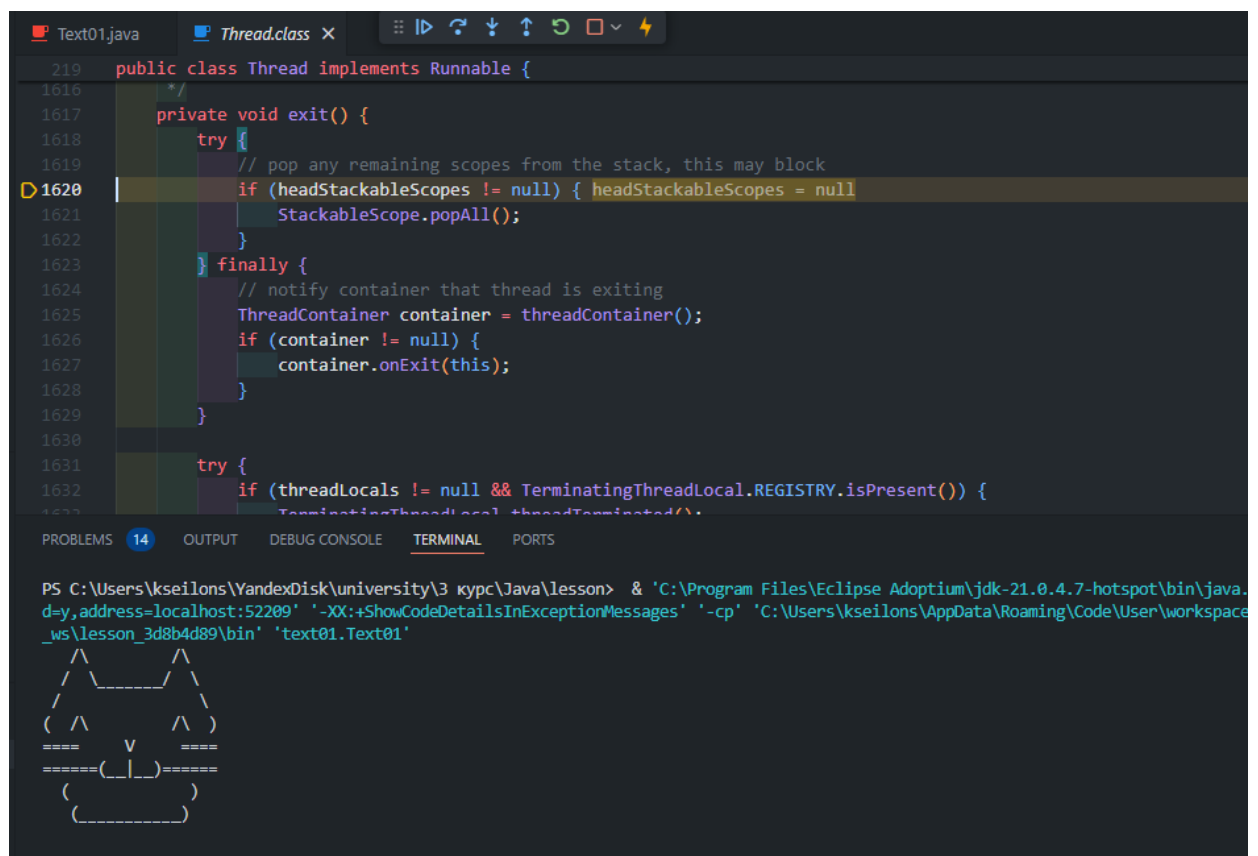 Text01.java Thread.class
219 public class Thread implements Runnable {
1616 */
1617 private void exit() {
1618 try {
1619 // pop any remaining scopes from the stack, this may block
1620 if (headStackableScopes != null) { headStackableScopes = null
1621 StackableScope.popAll();
1622 }
1623 } finally {
1624 // notify container that thread is exiting
1625 ThreadContainer container = threadContainer();
1626 if (container != null) {
1627 container.onExit(this);
1628 }
1629 }
1630
1631 try {
1632 if (threadLocals != null && TerminatingThreadLocal.REGISTRY.isPresent()) {
1633 TerminatingThreadLocal.threadTerminated();
PROBLEMS 14 OUTPUT DEBUG CONSOLE TERMINAL PORTS
PS C:\Users\kseilons\YandexDisk\university\3 курс\Java\lesson> & 'C:\Program Files\Eclipse Adoptium\jdk-21.0.4.7-hotspot\bin\java.
d=y,address=localhost:52209' '-XX:+ShowCodeDetailsInExceptionMessages' '-cp' 'C:\Users\kseilons\AppData\Roaming\Code\User\workspace
_ws\lesson_3d8b4d89\bin' 'text01.Text01'
   /\         /\
  /  \_______/  \
 /               \
(  /\         /\  )
====     V     ====
======(__|__)======
  (             )
   (___________)